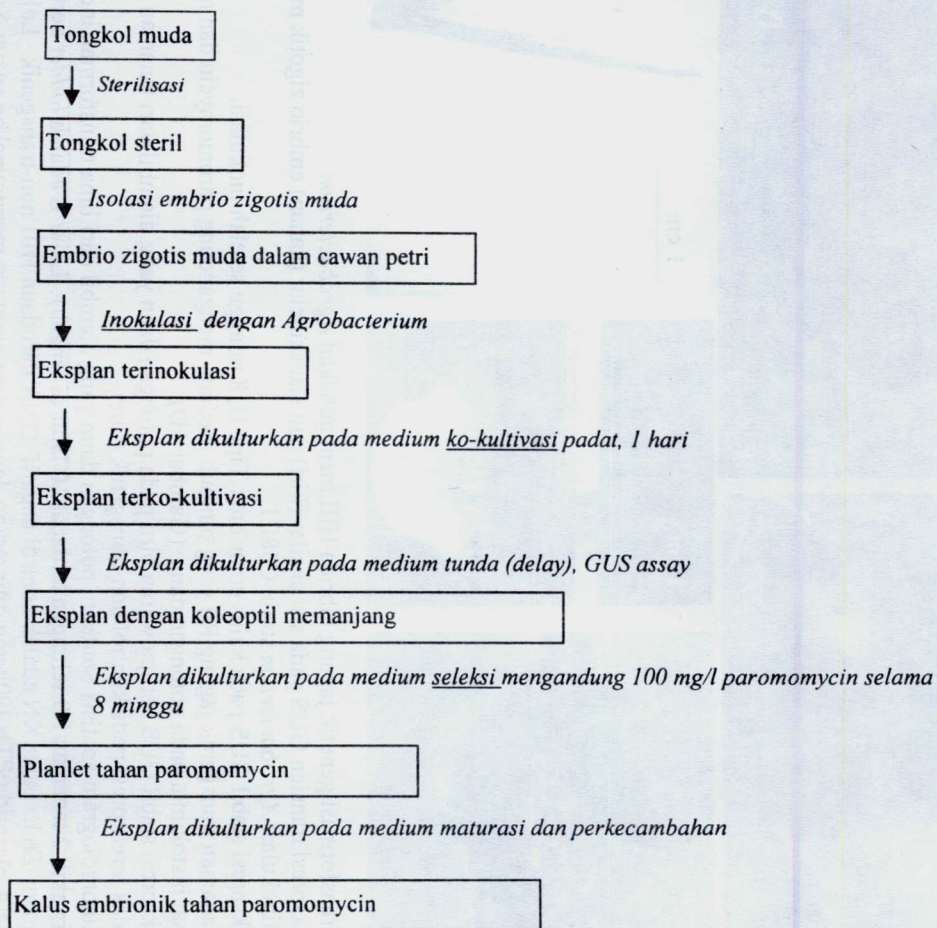 Tongkol muda
Sterilisasi
Tongkol steril
Isolasi embrio zigotis muda
Embrio zigotis muda dalam cawan petri
Inokulasi dengan Agrobacterium
Eksplan terinokulasi
Eksplan dikulturkan pada medium ko-kultivasi padat, 1 hari
Eksplan terko-kultivasi
Eksplan dikulturkan pada medium tunda (delay), GUS assay
Eksplan dengan koleoptil memanjang
Eksplan dikulturkan pada medium seleksi mengandung 100 mg/l paromomycin selama
8 minggu
Planlet tahan paromomycin
Eksplan dikulturkan pada medium maturasi dan perkecambahan
Kalus embrionik tahan paromomycin